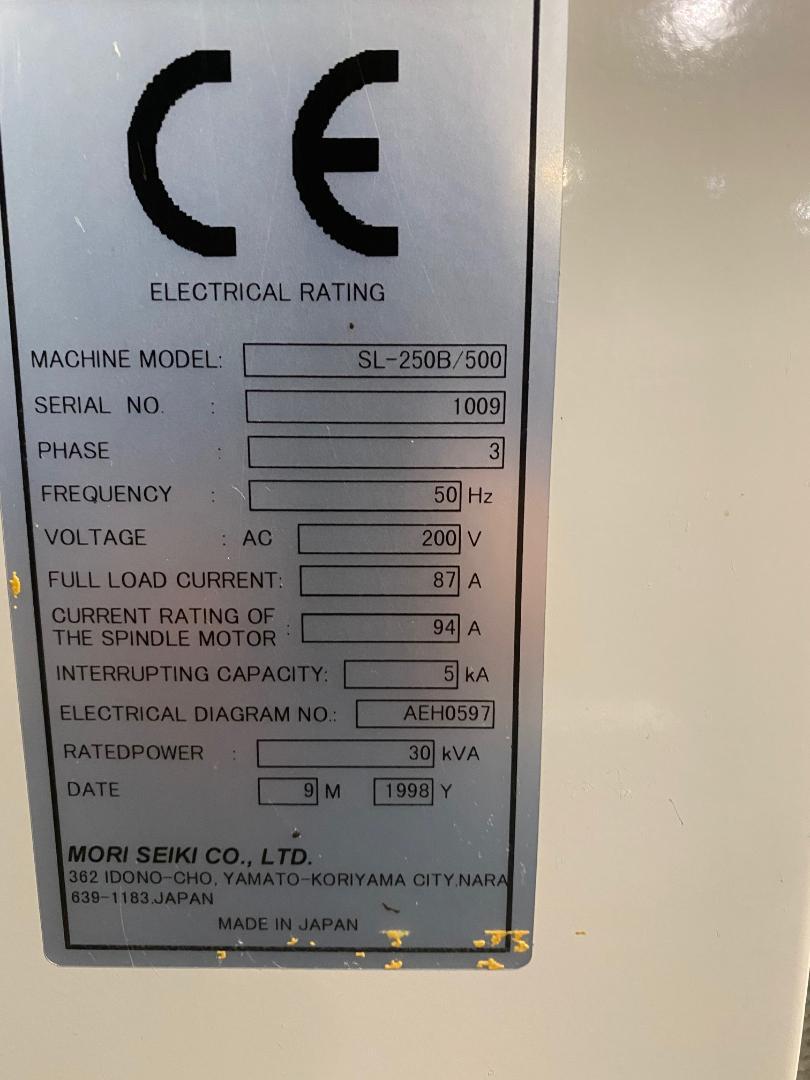 CE
ELECTRICAL RATING
MACHINE MODEL: SL-250B/500
SERIAL NO. : 1009
PHASE : 3
FREQUENCY : 50 Hz
VOLTAGE : AC 200 V
FULL LOAD CURRENT: 87 A
CURRENT RATING OF
THE SPINDLE MOTOR : 94 A
INTERRUPTING CAPACITY: 5 kA
ELECTRICAL DIAGRAM NO.: AEH0597
RATEDPOWER : 30 kVA
DATE 9 M 1998 Y
MORI SEIKI CO., LTD.
362 IDONO-CHO, YAMATO-KORIYAMA CITY.NARA
639-1183.JAPAN
MADE IN JAPAN